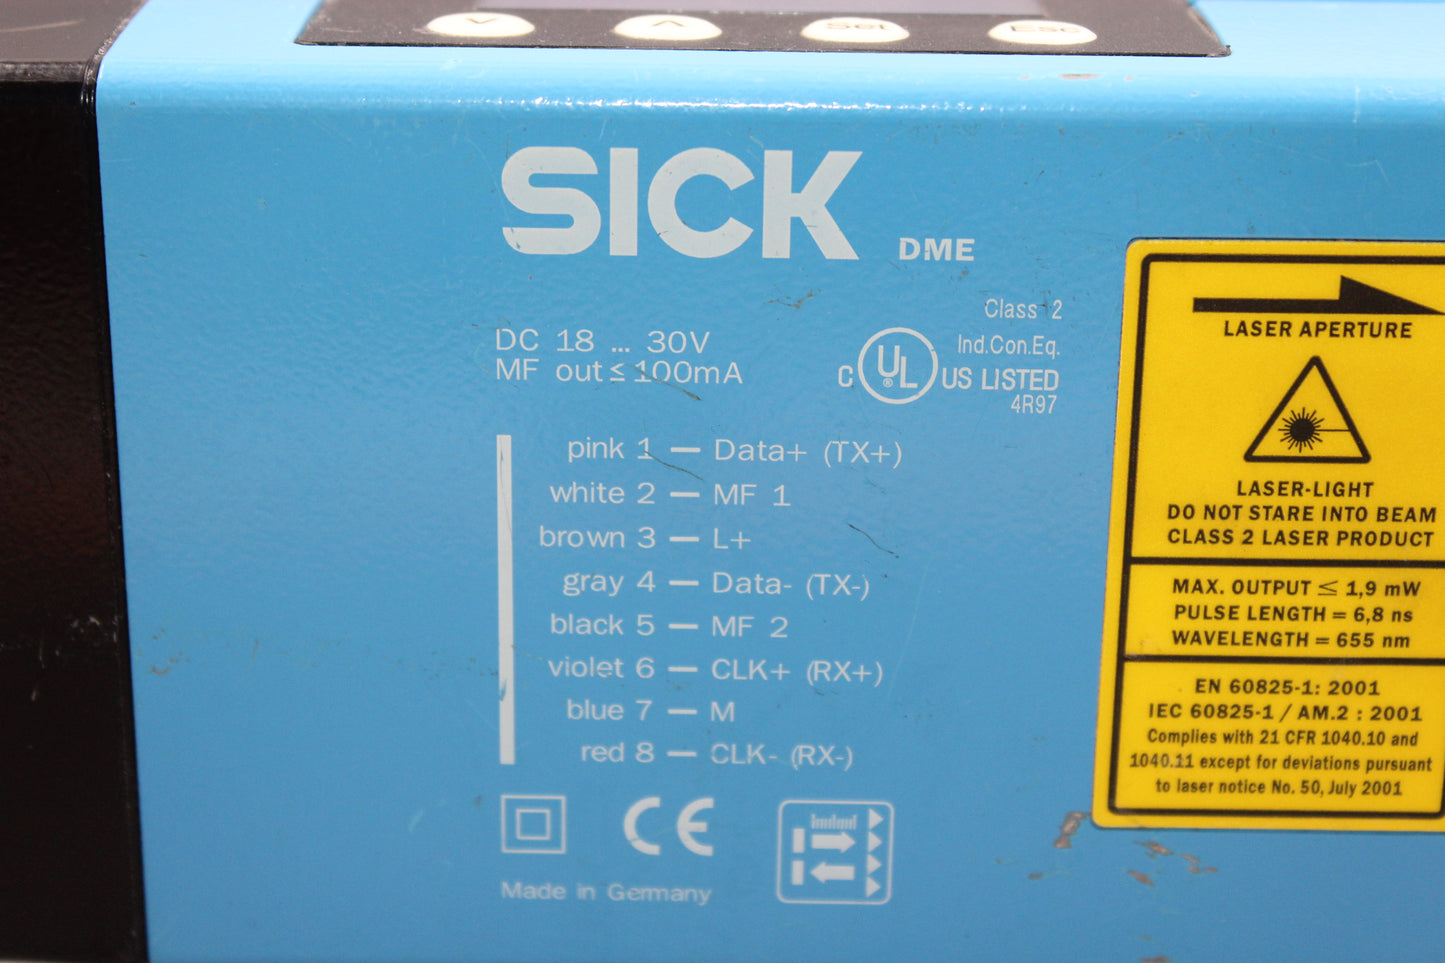 Set
Esc
SICK
DME
Class 2
DC 18 ... 30V
MF out ≤ 100mA
C UL ® US LISTED
Ind.Con.Eq.
4R97
pink 1 — Data+ (TX+)
white 2 — MF 1
brown 3 — L+
gray 4 — Data- (TX-)
black 5 — MF 2
violet 6 — CLK+ (RX+)
blue 7 — M
red 8 — CLK- (RX-)
CE
Made in Germany
LASER APERTURE
LASER-LIGHT
DO NOT STARE INTO BEAM
CLASS 2 LASER PRODUCT
MAX. OUTPUT ≤ 1,9 mW
PULSE LENGTH = 6,8 ns
WAVELENGTH = 655 nm
EN 60825-1: 2001
IEC 60825-1 / AM.2 : 2001
Complies with 21 CFR 1040.10 and
1040.11 except for deviations pursuant
to laser notice No. 50, July 2001